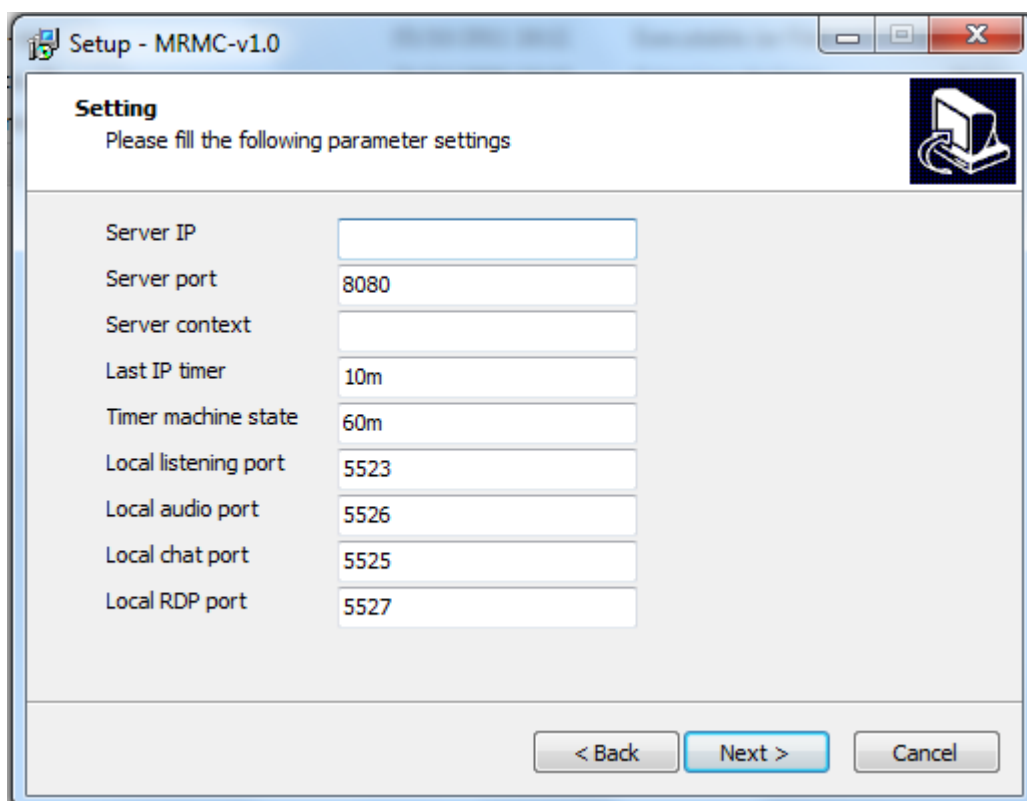 Setup - MRMC-v1.0
Setting
Please fill the following parameter settings
Server IP
Server port 8080
Server context
Last IP timer 10m
Timer machine state 60m
Local listening port 5523
Local audio port 5526
Local chat port 5525
Local RDP port 5527
< Back Next > Cancel